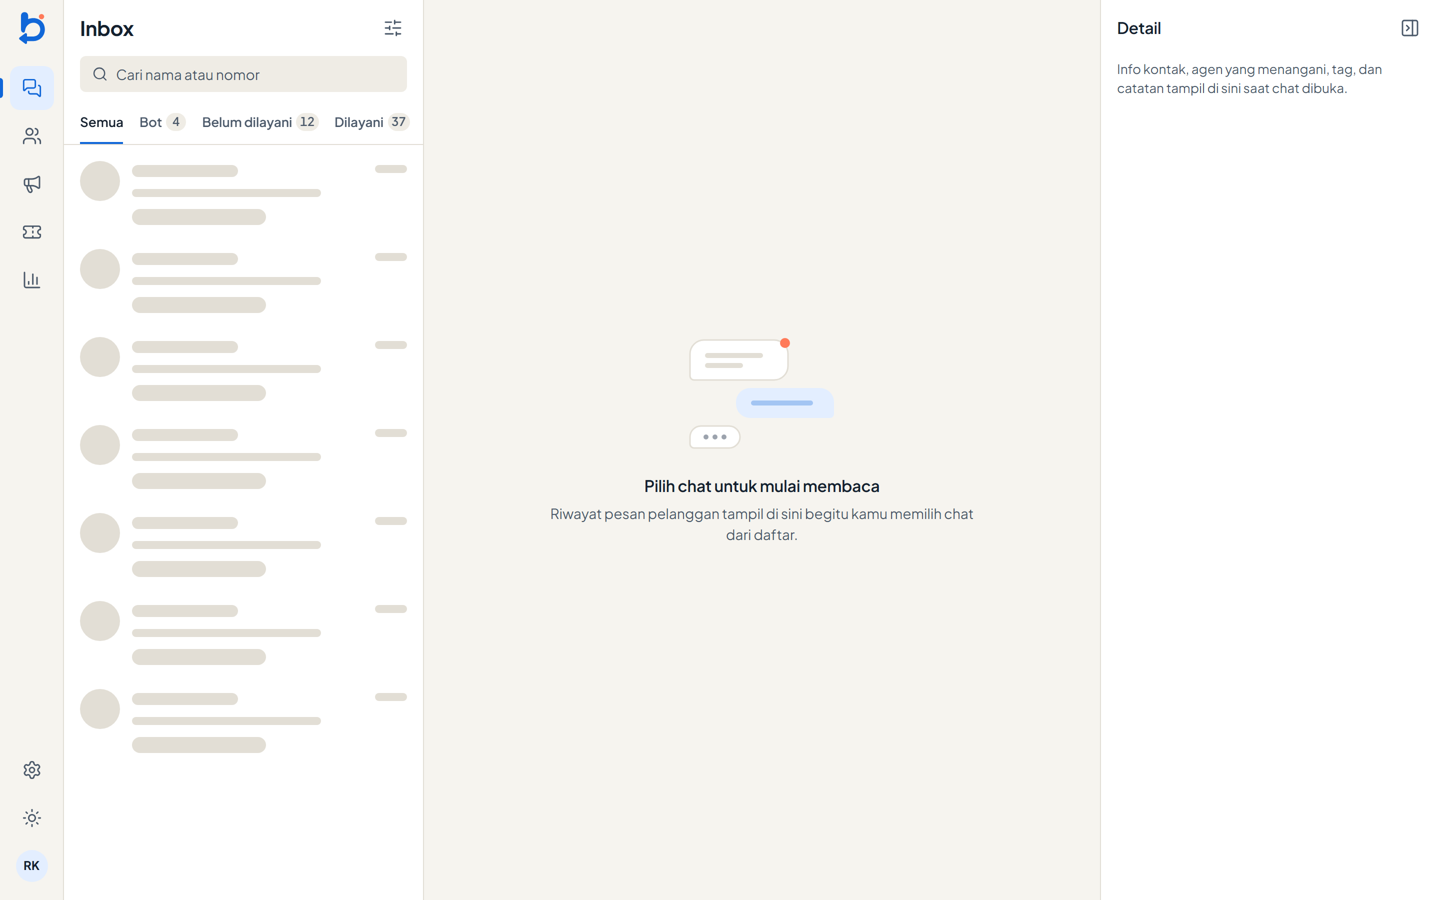 Inbox
Cari nama atau nomor
Semua Bot 4 Belum dilayani 12 Dilayani 37
Pilih chat untuk mulai membaca
Riwayat pesan pelanggan tampil di sini begitu kamu memilih chat
dari daftar.
Detail
Info kontak, agen yang menangani, tag, dan
catatan tampil di sini saat chat dibuka.
RK